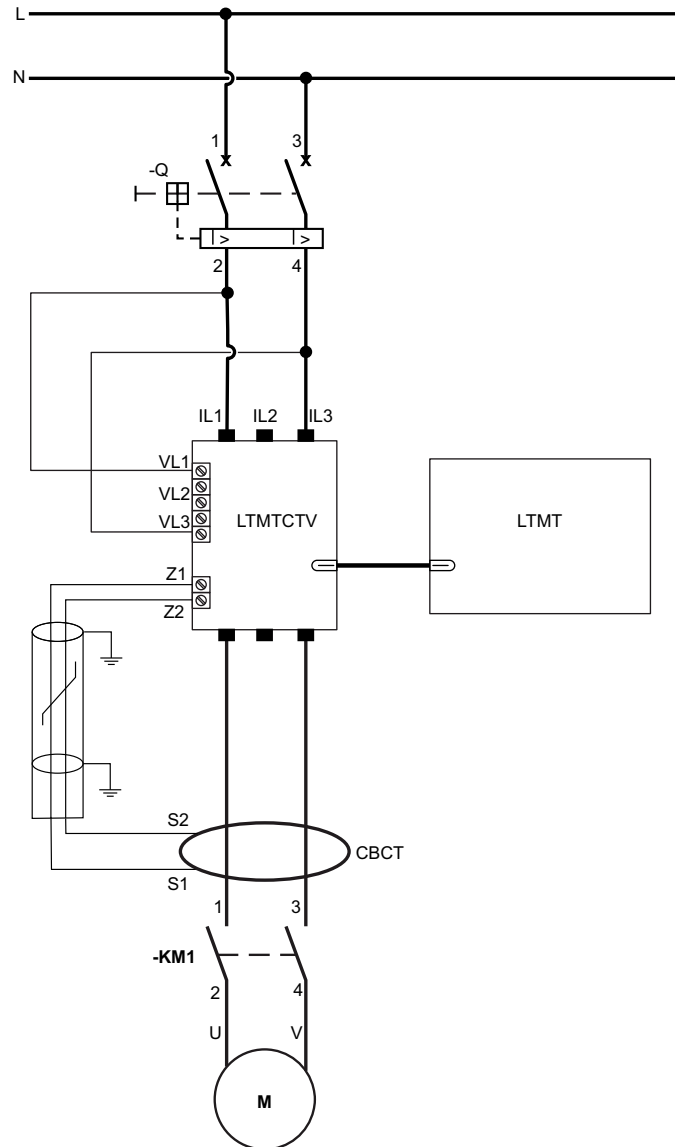 L
N
1 3
-Q
I> I>
2 4
IL1 IL2 IL3
VL1
VL2
VL3
LTMTCTV
LTMT
Z1
Z2
S2
CBCT
S1
1 3
-KM1
2 4
U V
M